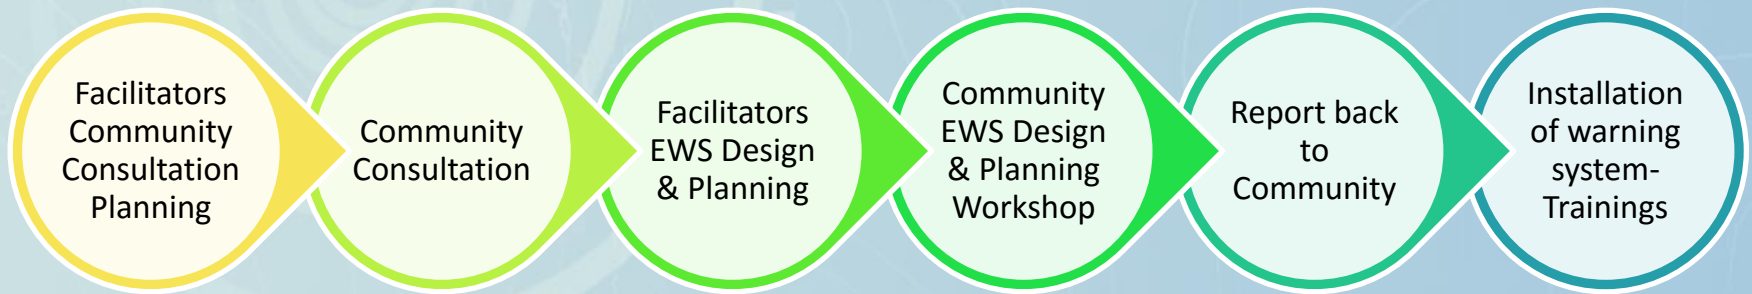 Facilitators
Community
Consultation
Planning
Community
Consultation
Facilitators
EWS Design
& Planning
Community
EWS Design
& Planning
Workshop
Report back
to
Community
Installation
of warning
system-
Trainings